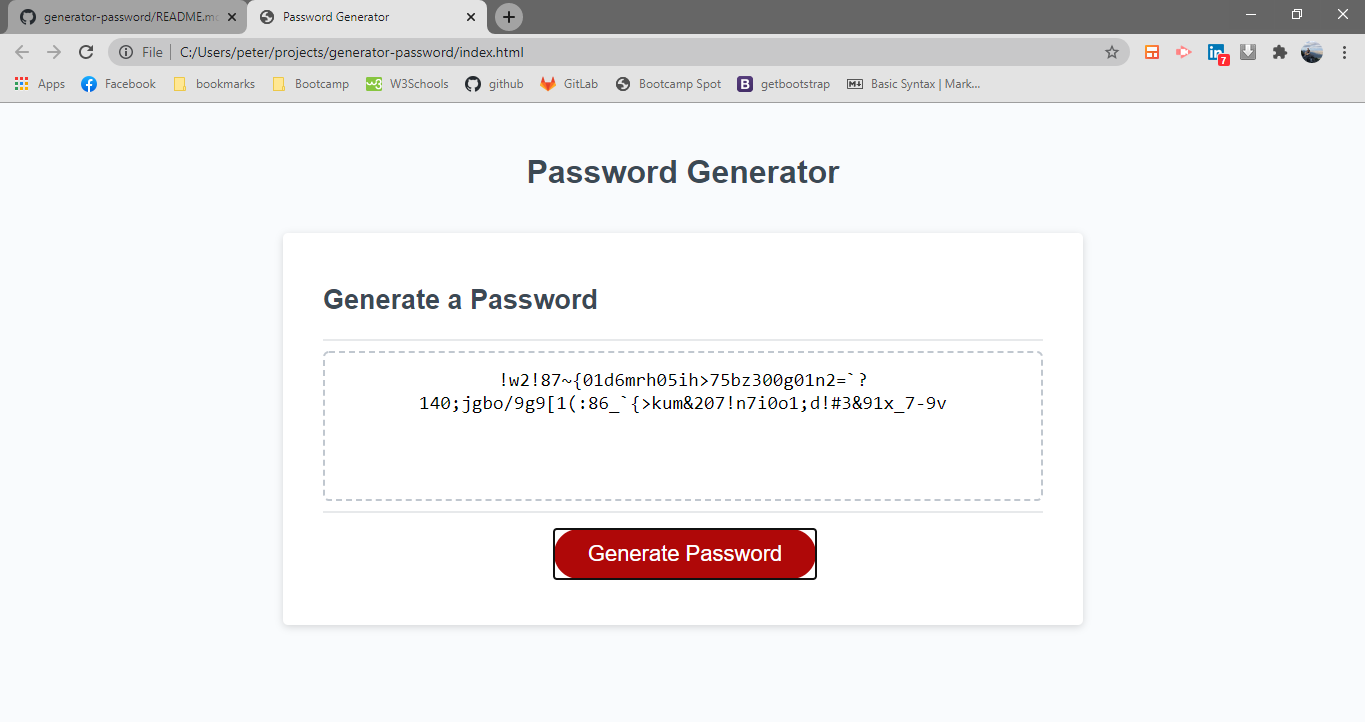 generator-password/README.m
Password Generator
File
C:/Users/peter/projects/generator-password/index.html
7
Apps
Facebook
bookmarks
Bootcamp
W3Schools
github
GitLab
Bootcamp Spot
B
getbootstrap
Basic Syntax | Mark...
Password Generator
Generate a Password
!w2!87~{01d6mrh05ih>75bz300g01n2=`?
140;jgbo/9g9[1(:86_`{>kum&207!n7i0o1;d!#3&91x_7-9v
Generate Password